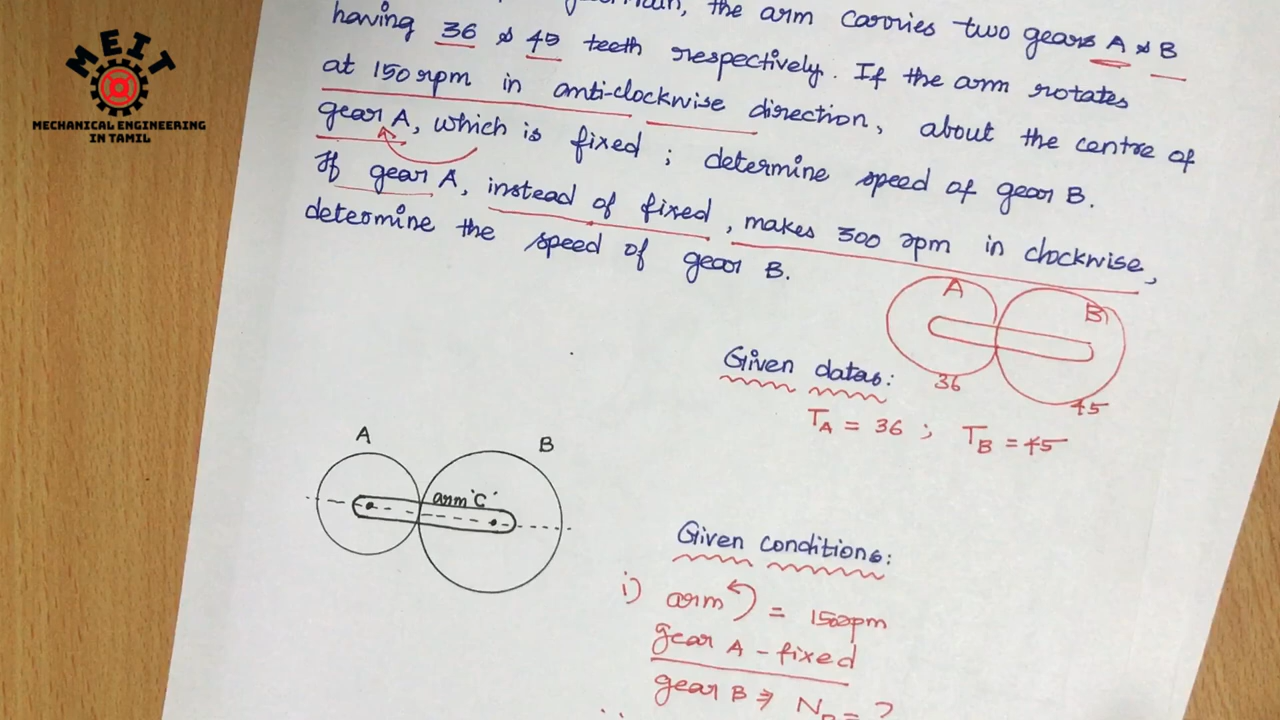 MEIT
MECHANICAL ENGINEERING
IN TAMIL
the arm carries two gears A & B
having 36 & 45 teeth respectively. If the arm rotates
at 150 rpm in anti-clockwise direction, about the centre of
gear A, which is fixed ; determine speed of gear B.
If gear A, instead of fixed, makes 300 rpm in clockwise,
determine the speed of gear B.
A
B
36
45
Given datas:
TA = 36 ; TB = 45
A
B
arm 'C'
Given conditions:
i) arm = 150rpm
gear A - fixed
gear B ⇒ NB = ?